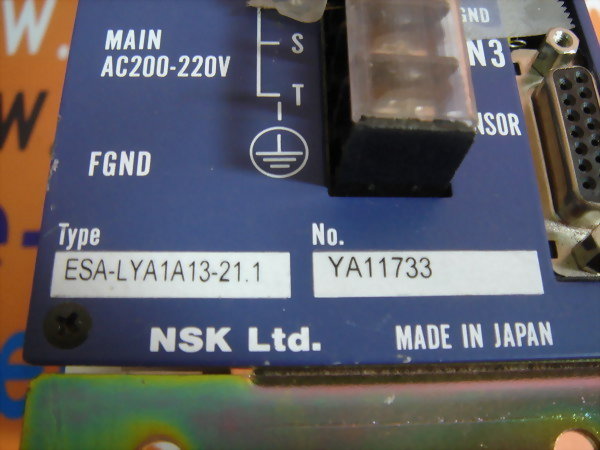 GND
MAIN
AC200-220V
S
T
N3
NSOR
FGND
Type
No.
ESA-LYA1A13-21.1
YA11733
NSK Ltd.
MADE IN JAPAN